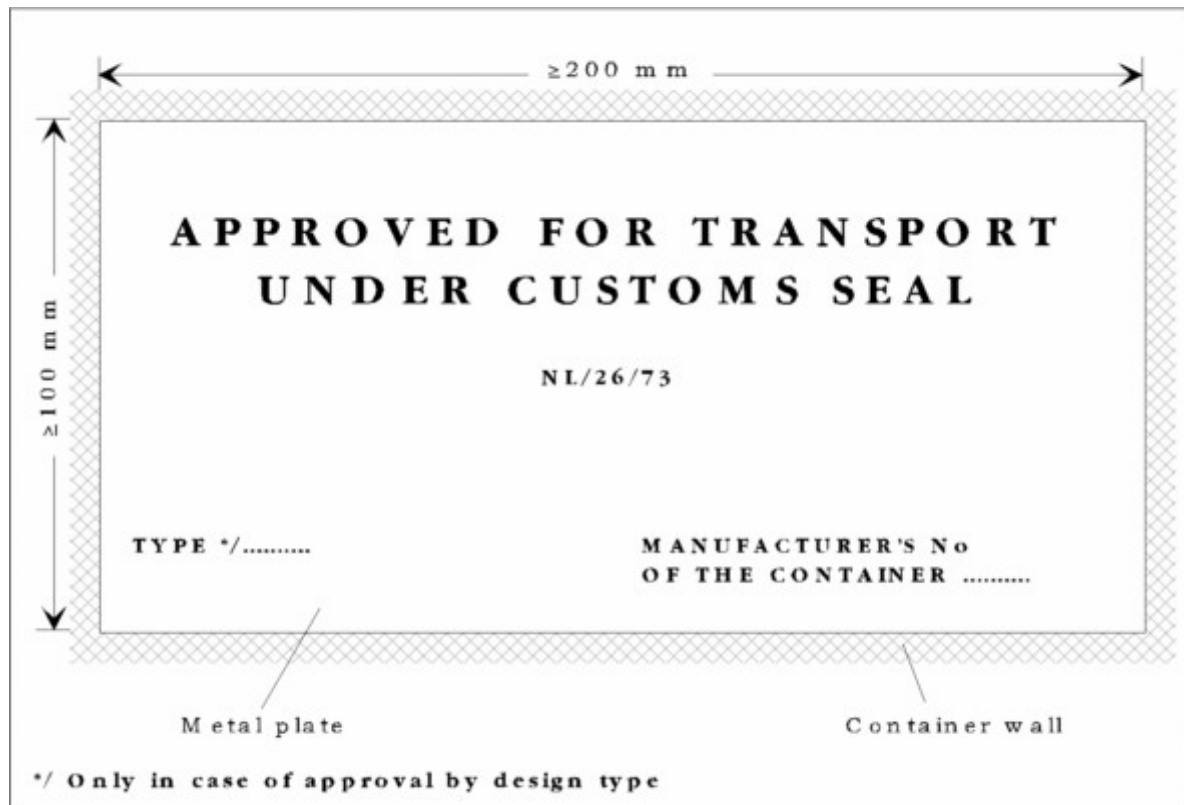 ≥200 mm
≥100 mm
APPROVED FOR TRANSPORT
UNDER CUSTOMS SEAL
NL/26/73
TYPE */..........
MANUFACTURER'S No
OF THE CONTAINER ..........
Metal plate
Container wall
*/ Only in case of approval by design type